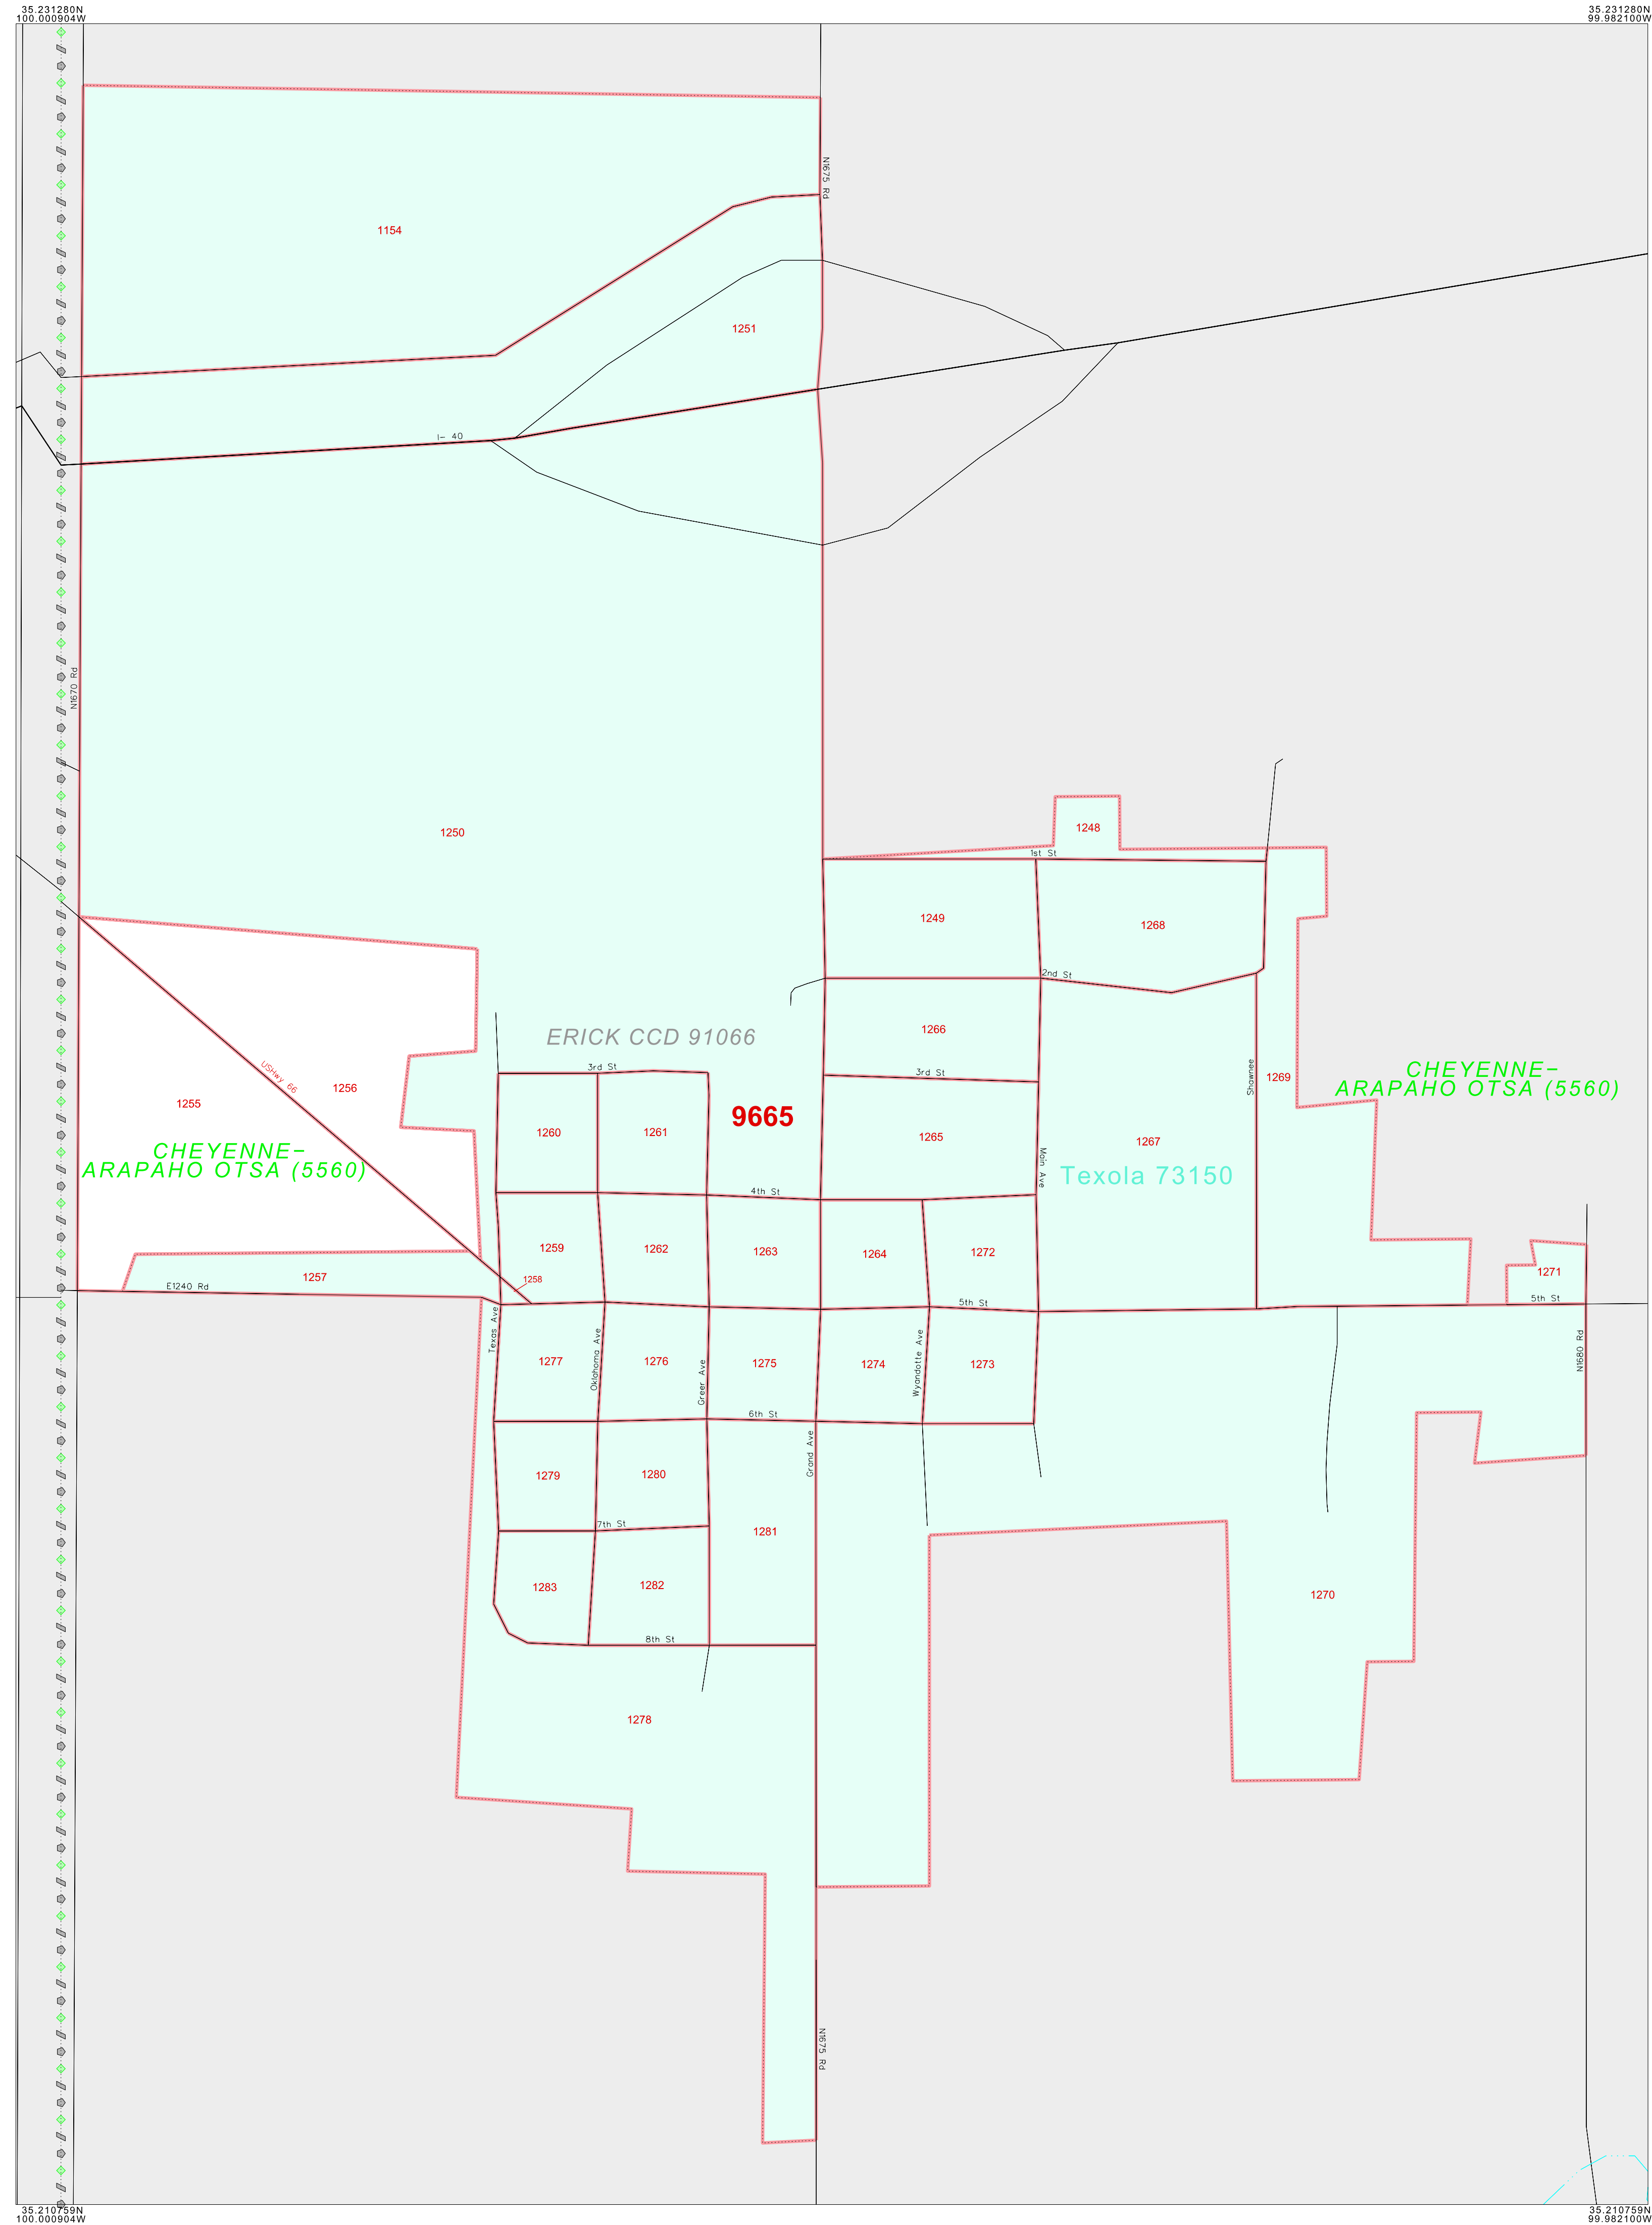 35.231280N
100.000904W
35.231280N
99.982100W
N1675 Rd
1154
1251
I- 40
N1670 Rd
1250
1248
1st St
1249
1268
2nd St
ERICK CCD 91066
1266
3rd St
3rd St
Shawnee
1269
CHEYENNE-
ARAPAHO OTSA (5560)
USHwy 66
1256
1255
9665
1260
1261
1265
1267
Main Ave
CHEYENNE-
ARAPAHO OTSA (5560)
Texola 73150
4th St
1259
1262
1263
1264
1272
1257
1258
1271
E1240 Rd
5th St
5th St
Texas Ave
Oklahoma Ave
Greer Ave
Wyandotte Ave
N1680 Rd
1277
1276
1275
1274
1273
6th St
Grand Ave
1279
1280
7th St
1281
1283
1282
1270
8th St
1278
N1675 Rd
35.210759N
100.000904W
35.210759N
99.982100W